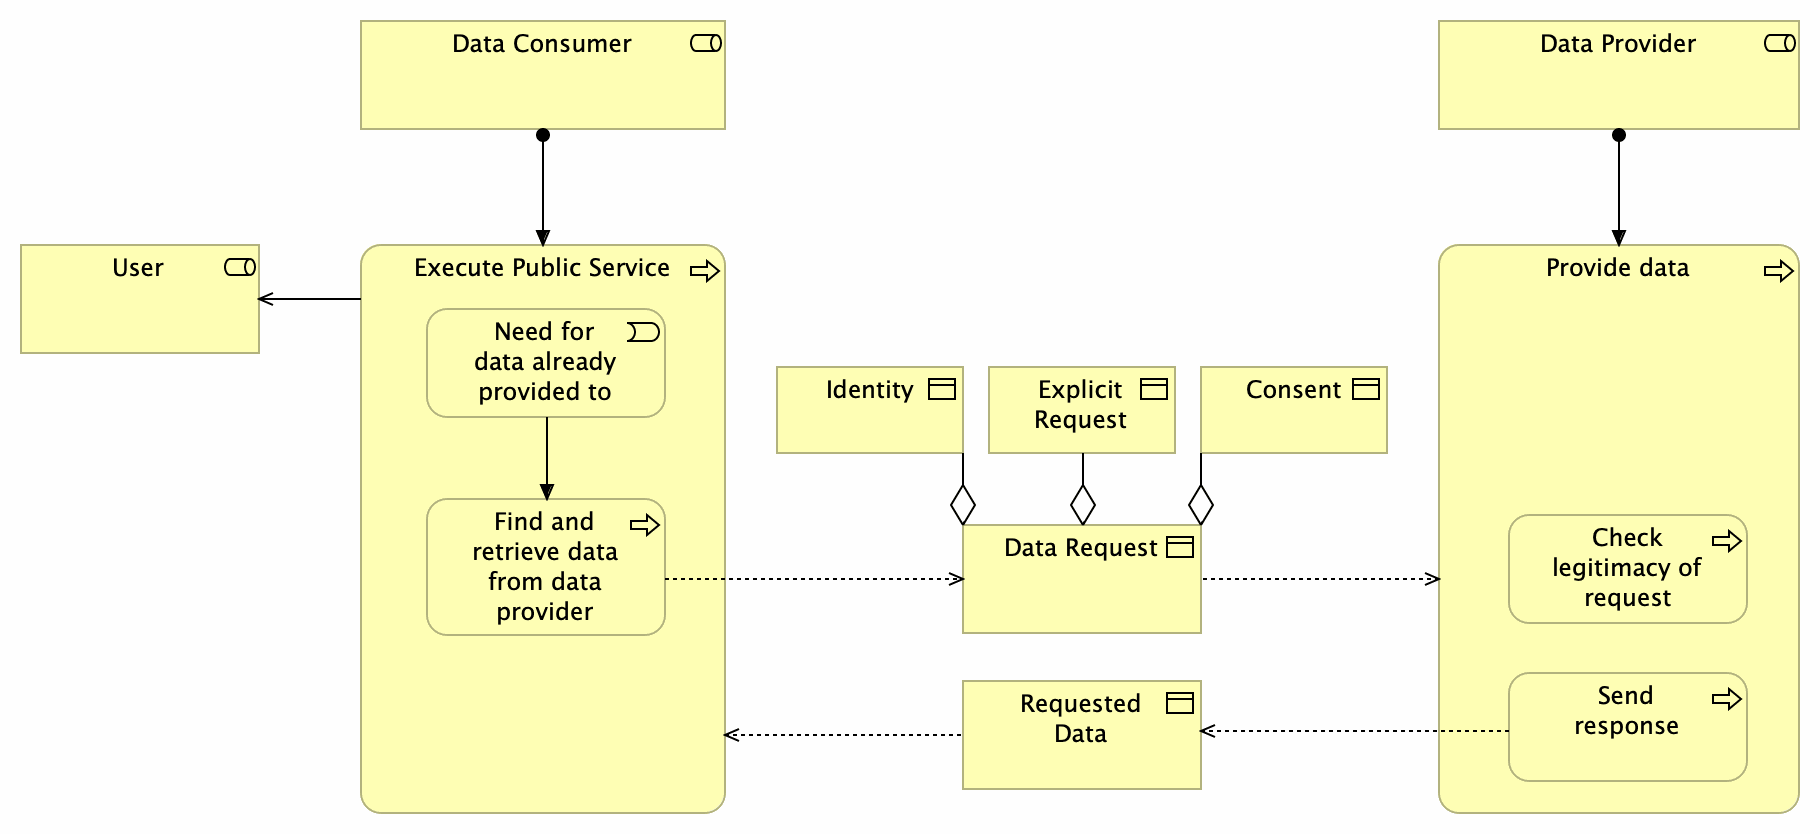 Data Consumer
Data Provider
User
Execute Public Service
Need for
data already
provided to
Find and
retrieve data
from data
provider
Identity
Explicit
Request
Consent
Data Request
Requested
Data
Provide data
Check
legitimacy of
request
Send
response